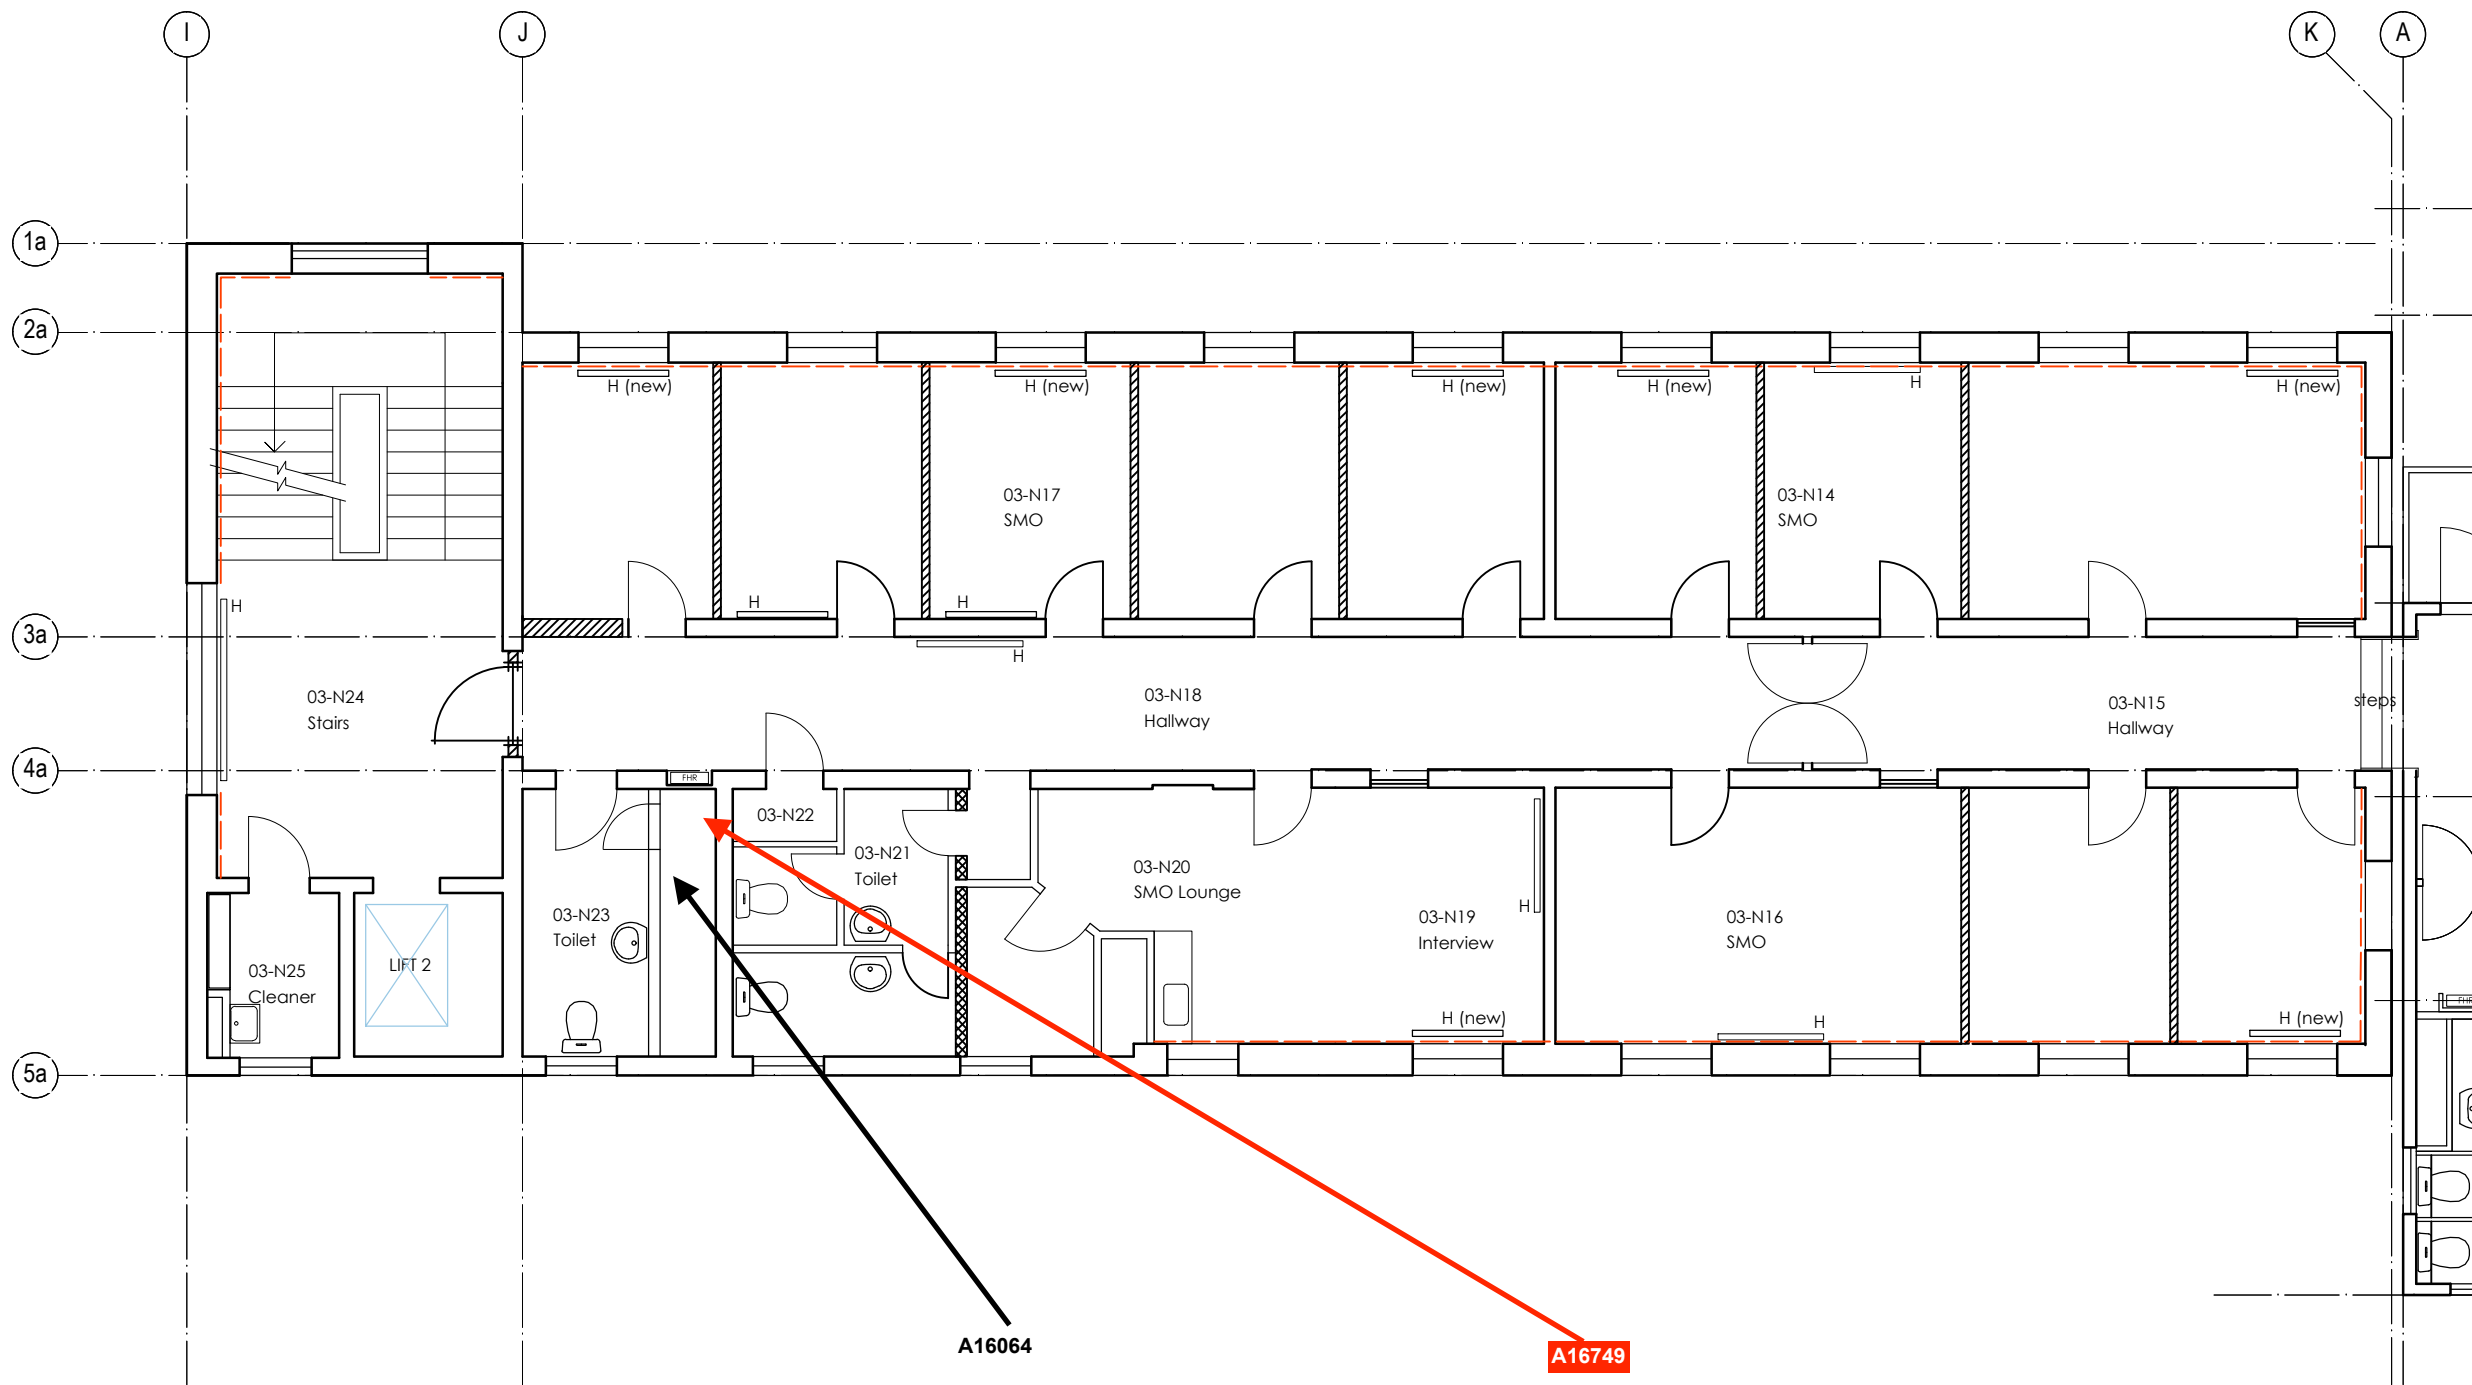 I
J
K
A
1a
2a
H (new)
H (new)
H (new)
H (new)
H
H (new)
03-N17
SMO
03-N14
SMO
H
H
H
3a
H
03-N24
Stairs
03-N18
Hallway
03-N15
Hallway
steps
4a
FHR
03-N22
03-N21
Toilet
03-N20
SMO Lounge
03-N23
Toilet
H
03-N19
Interview
03-N16
SMO
03-N25
Cleaner
LIFT 2
FHR
H (new)
H
H (new)
5a
A16064
A16749